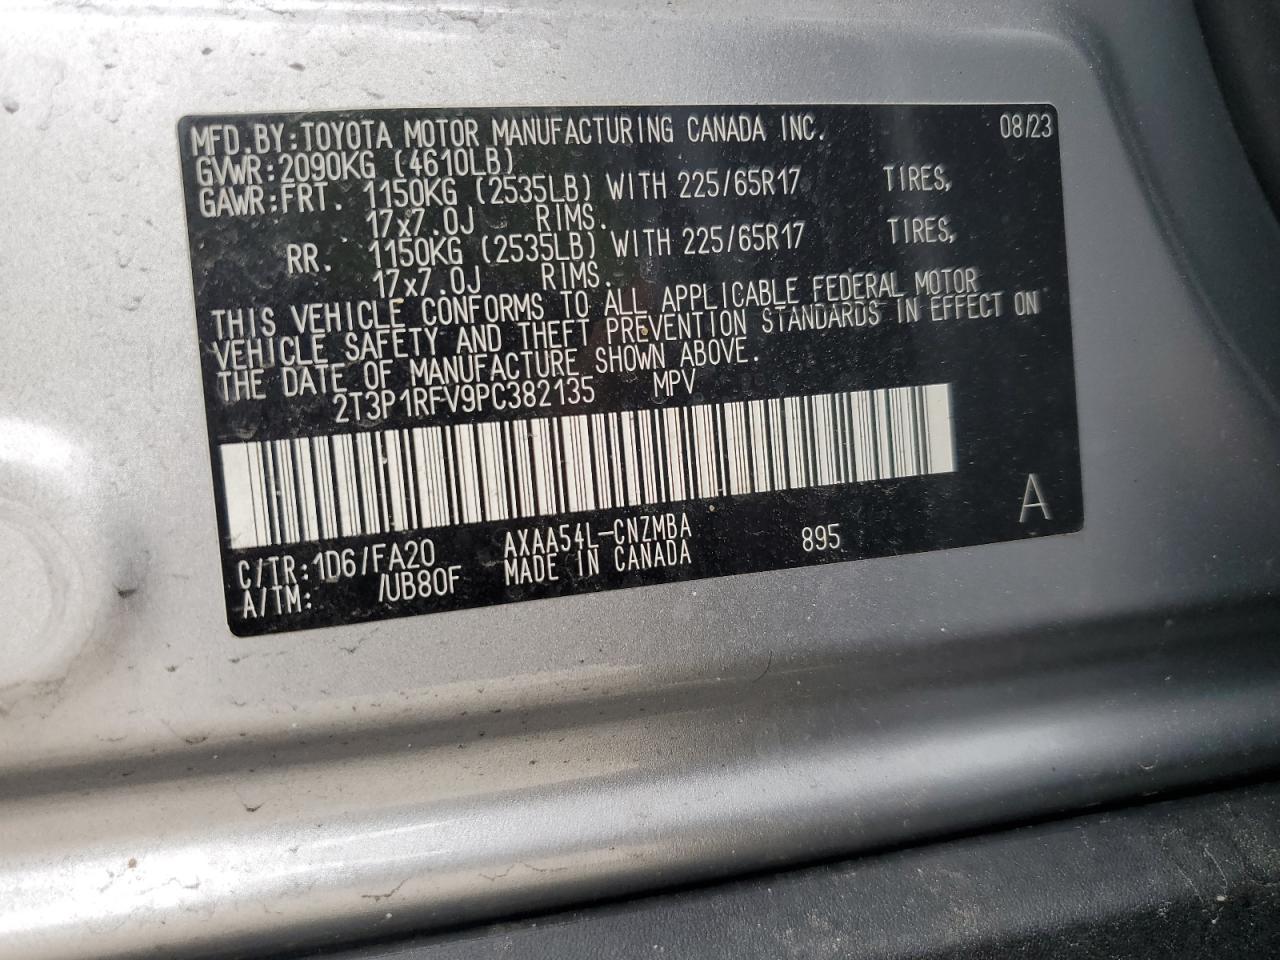 MFD.BY:TOYOTA MOTOR MANUFACTURING CANADA INC. 08/23
GVWR:2090KG (4610LB)
GAWR:FRT. 1150KG (2535LB) WITH 225/65R17 TIRES,
17x7.0J RIMS.
RR. 1150KG (2535LB) WITH 225/65R17 TIRES,
17x7.0J RIMS.
THIS VEHICLE CONFORMS TO ALL APPLICABLE FEDERAL MOTOR
VEHICLE SAFETY AND THEFT PREVENTION STANDARDS IN EFFECT ON
THE DATE OF MANUFACTURE SHOWN ABOVE.
2T3P1RFV9PC382135 MPV
A
C/TR:1D6/FA20 AXAA54L-CNZMBA 895
A/TM: /UB80F MADE IN CANADA